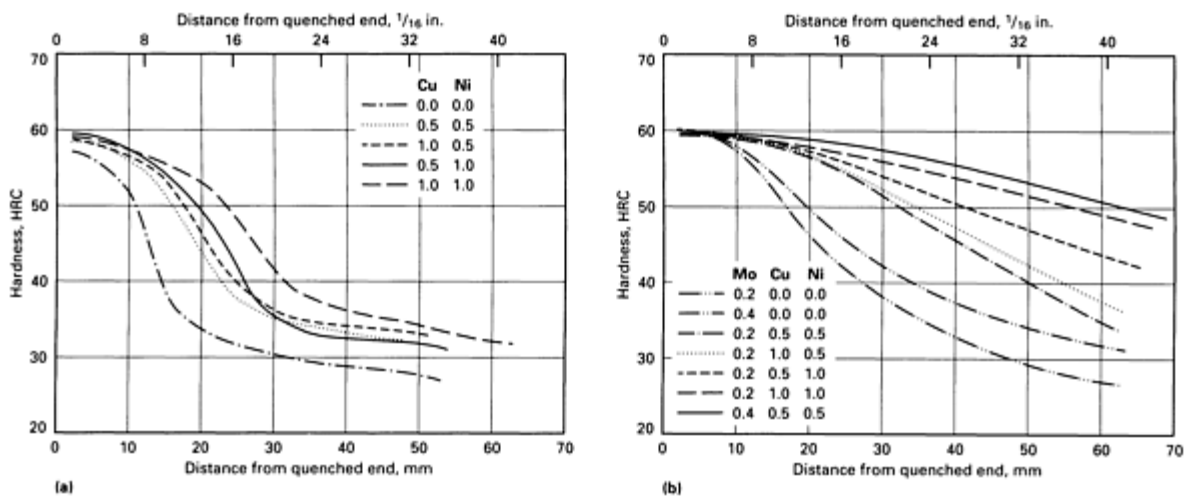 Distance from quenched end, 1/16 in.
0 8 16 24 32 40
70
60
50
40
30
20
Hardness, HRC
Cu Ni
0.0 0.0
0.5 0.5
1.0 0.5
0.5 1.0
1.0 1.0
0 10 20 30 40 50 60 70
Distance from quenched end, mm
(a)
Distance from quenched end, 1/16 in.
0 8 16 24 32 40
70
60
50
40
30
20
Hardness, HRC
Mo Cu Ni
0.2 0.0 0.0
0.4 0.0 0.0
0.2 0.5 0.5
0.2 1.0 0.5
0.2 0.5 1.0
0.2 1.0 1.0
0.4 0.5 0.5
0 10 20 30 40 50 60 70
Distance from quenched end, mm
(b)